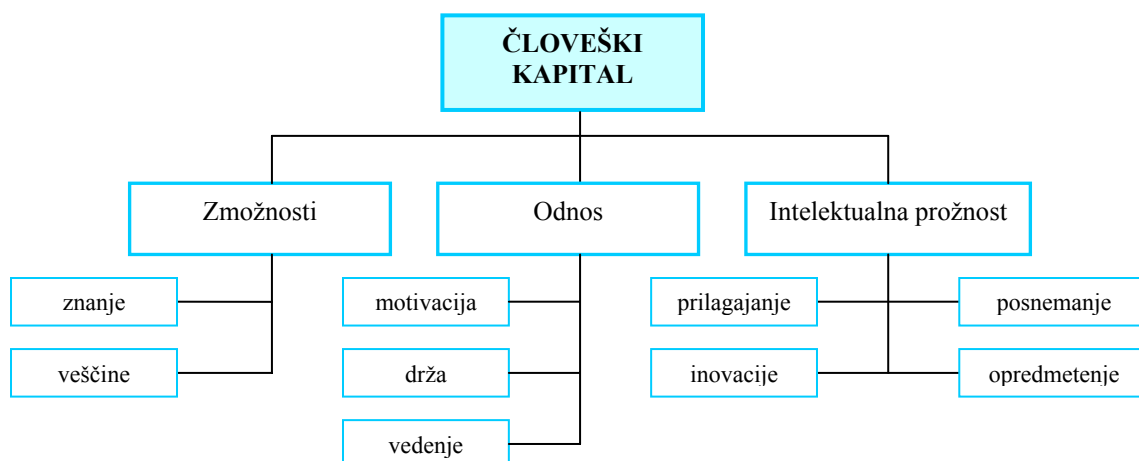 ČLOVEŠKI
KAPITAL
Zmožnosti
Odnos
Intelektualna prožnost
znanje
motivacija
prilagajanje
posnemanje
veščine
drža
inovacije
opredmetenje
vedenje